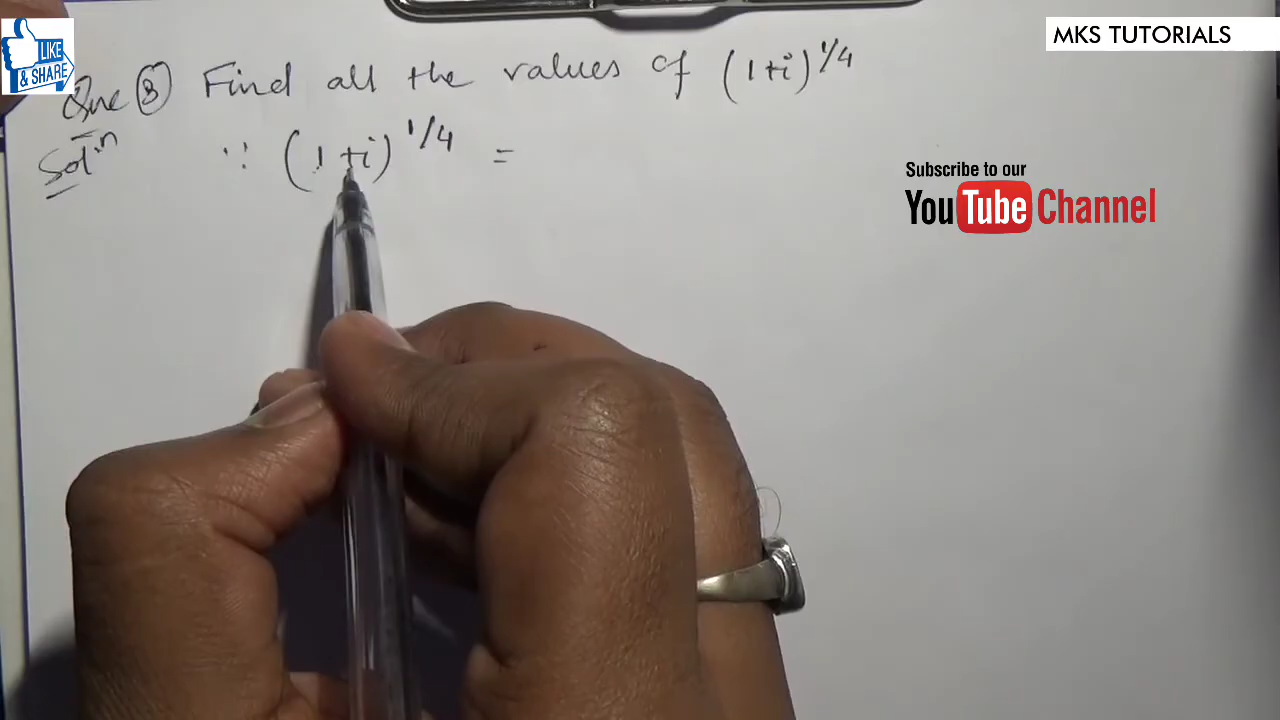 LIKE
& SHARE
MKS TUTORIALS
Que ③ Find all the values of (1+i)^1/4
Solⁿ ∵ (1+i)^1/4 =
Subscribe to our
YouTube Channel